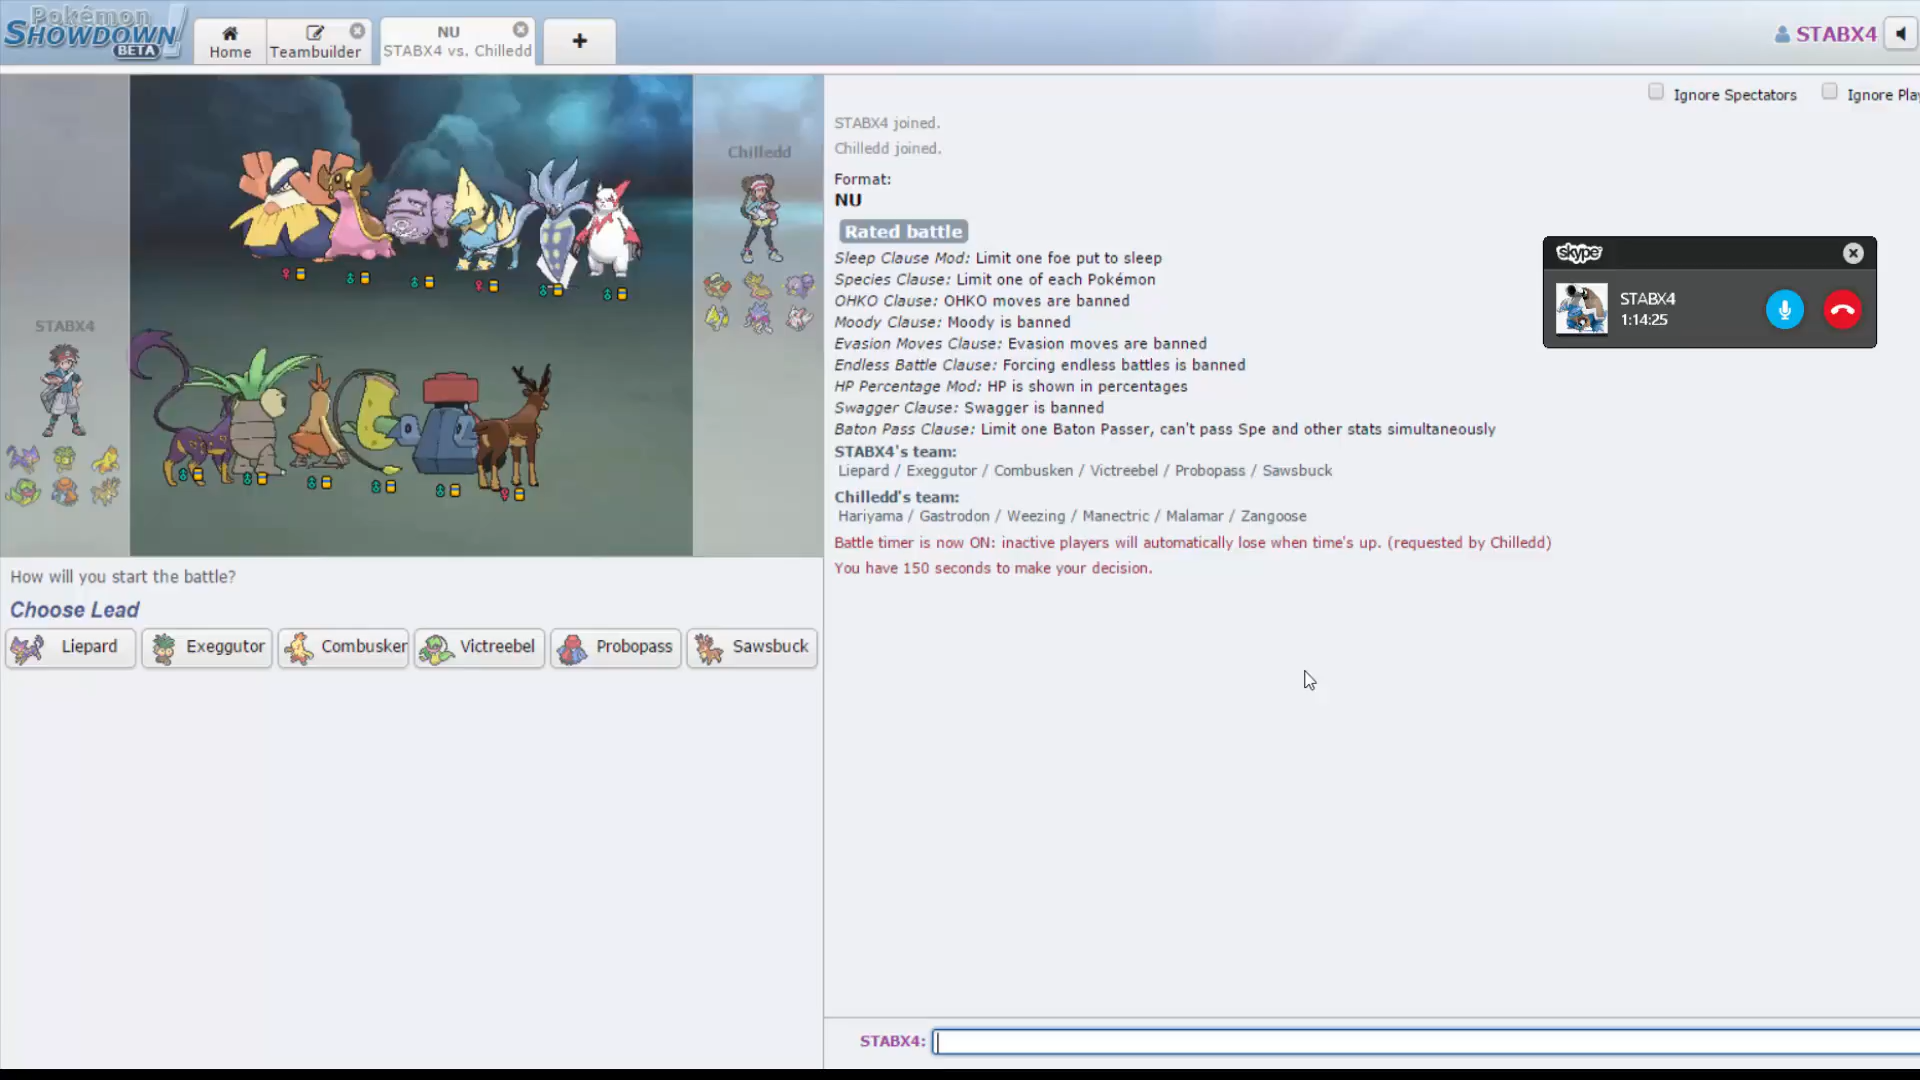 Pokémon
SHOWDOWN!
BETA
Home
Teambuilder
NU
STABX4 vs. Chilledd
+
STABX4
Ignore Spectators
Ignore Play
STABX4 joined.
Chilledd joined.
Format:
NU
Rated battle
Sleep Clause Mod: Limit one foe put to sleep
Species Clause: Limit one of each Pokémon
OHKO Clause: OHKO moves are banned
Moody Clause: Moody is banned
Evasion Moves Clause: Evasion moves are banned
Endless Battle Clause: Forcing endless battles is banned
HP Percentage Mod: HP is shown in percentages
Swagger Clause: Swagger is banned
Baton Pass Clause: Limit one Baton Passer, can't pass Spe and other stats simultaneously
STABX4's team:
Liepard / Exeggutor / Combusken / Victreebel / Probopass / Sawsbuck
Chilledd's team:
Hariyama / Gastrodon / Weezing / Manectric / Malamar / Zangoose
Battle timer is now ON: inactive players will automatically lose when time's up. (requested by Chilledd)
You have 150 seconds to make your decision.
skype
STABX4
1:14:25
Chilledd
STABX4
How will you start the battle?
Choose Lead
Liepard
Exeggutor
Combusken
Victreebel
Probopass
Sawsbuck
STABX4: